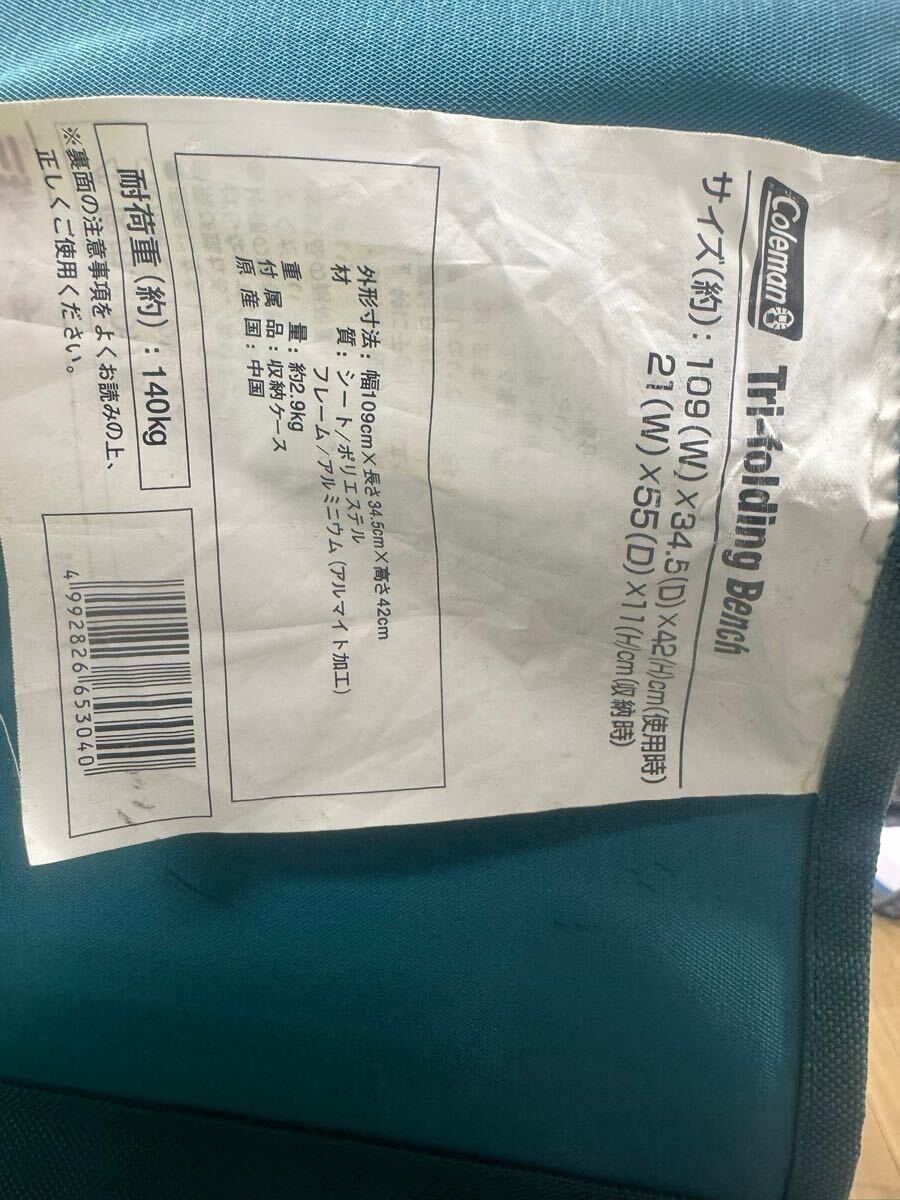 Coleman
Tri-folding Bench
サイズ(約):109(W)×34.5(D)×42(H)cm(使用時)
21(W)×55(D)×11(H)cm(収納時)
外形寸法:幅109cm×長さ34.5cm×高さ42cm
材質:シート/ポリエステル
フレーム/アルミニウム(アルマイト加工)
重量:約2.9kg
付属品:収納ケース
原産国:中国
耐荷重(約):140kg
※裏面の注意事項をよくお読みの上、
正しくご使用ください。
4 992826 653040